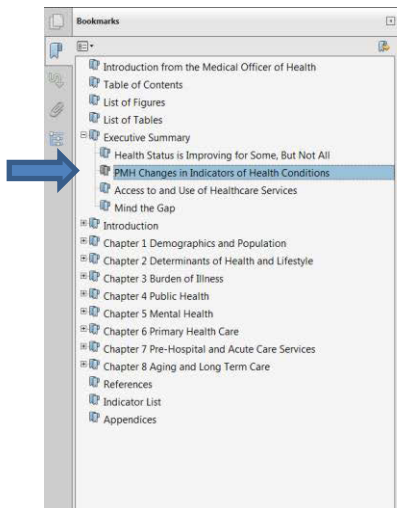 Bookmarks
Introduction from the Medical Officer of Health
Table of Contents
List of Figures
List of Tables
Executive Summary
Health Status is Improving for Some, But Not All
PMH Changes in Indicators of Health Conditions
Access to and Use of Healthcare Services
Mind the Gap
Introduction
Chapter 1 Demographics and Population
Chapter 2 Determinants of Health and Lifestyle
Chapter 3 Burden of Illness
Chapter 4 Public Health
Chapter 5 Mental Health
Chapter 6 Primary Health Care
Chapter 7 Pre-Hospital and Acute Care Services
Chapter 8 Aging and Long Term Care
References
Indicator List
Appendices